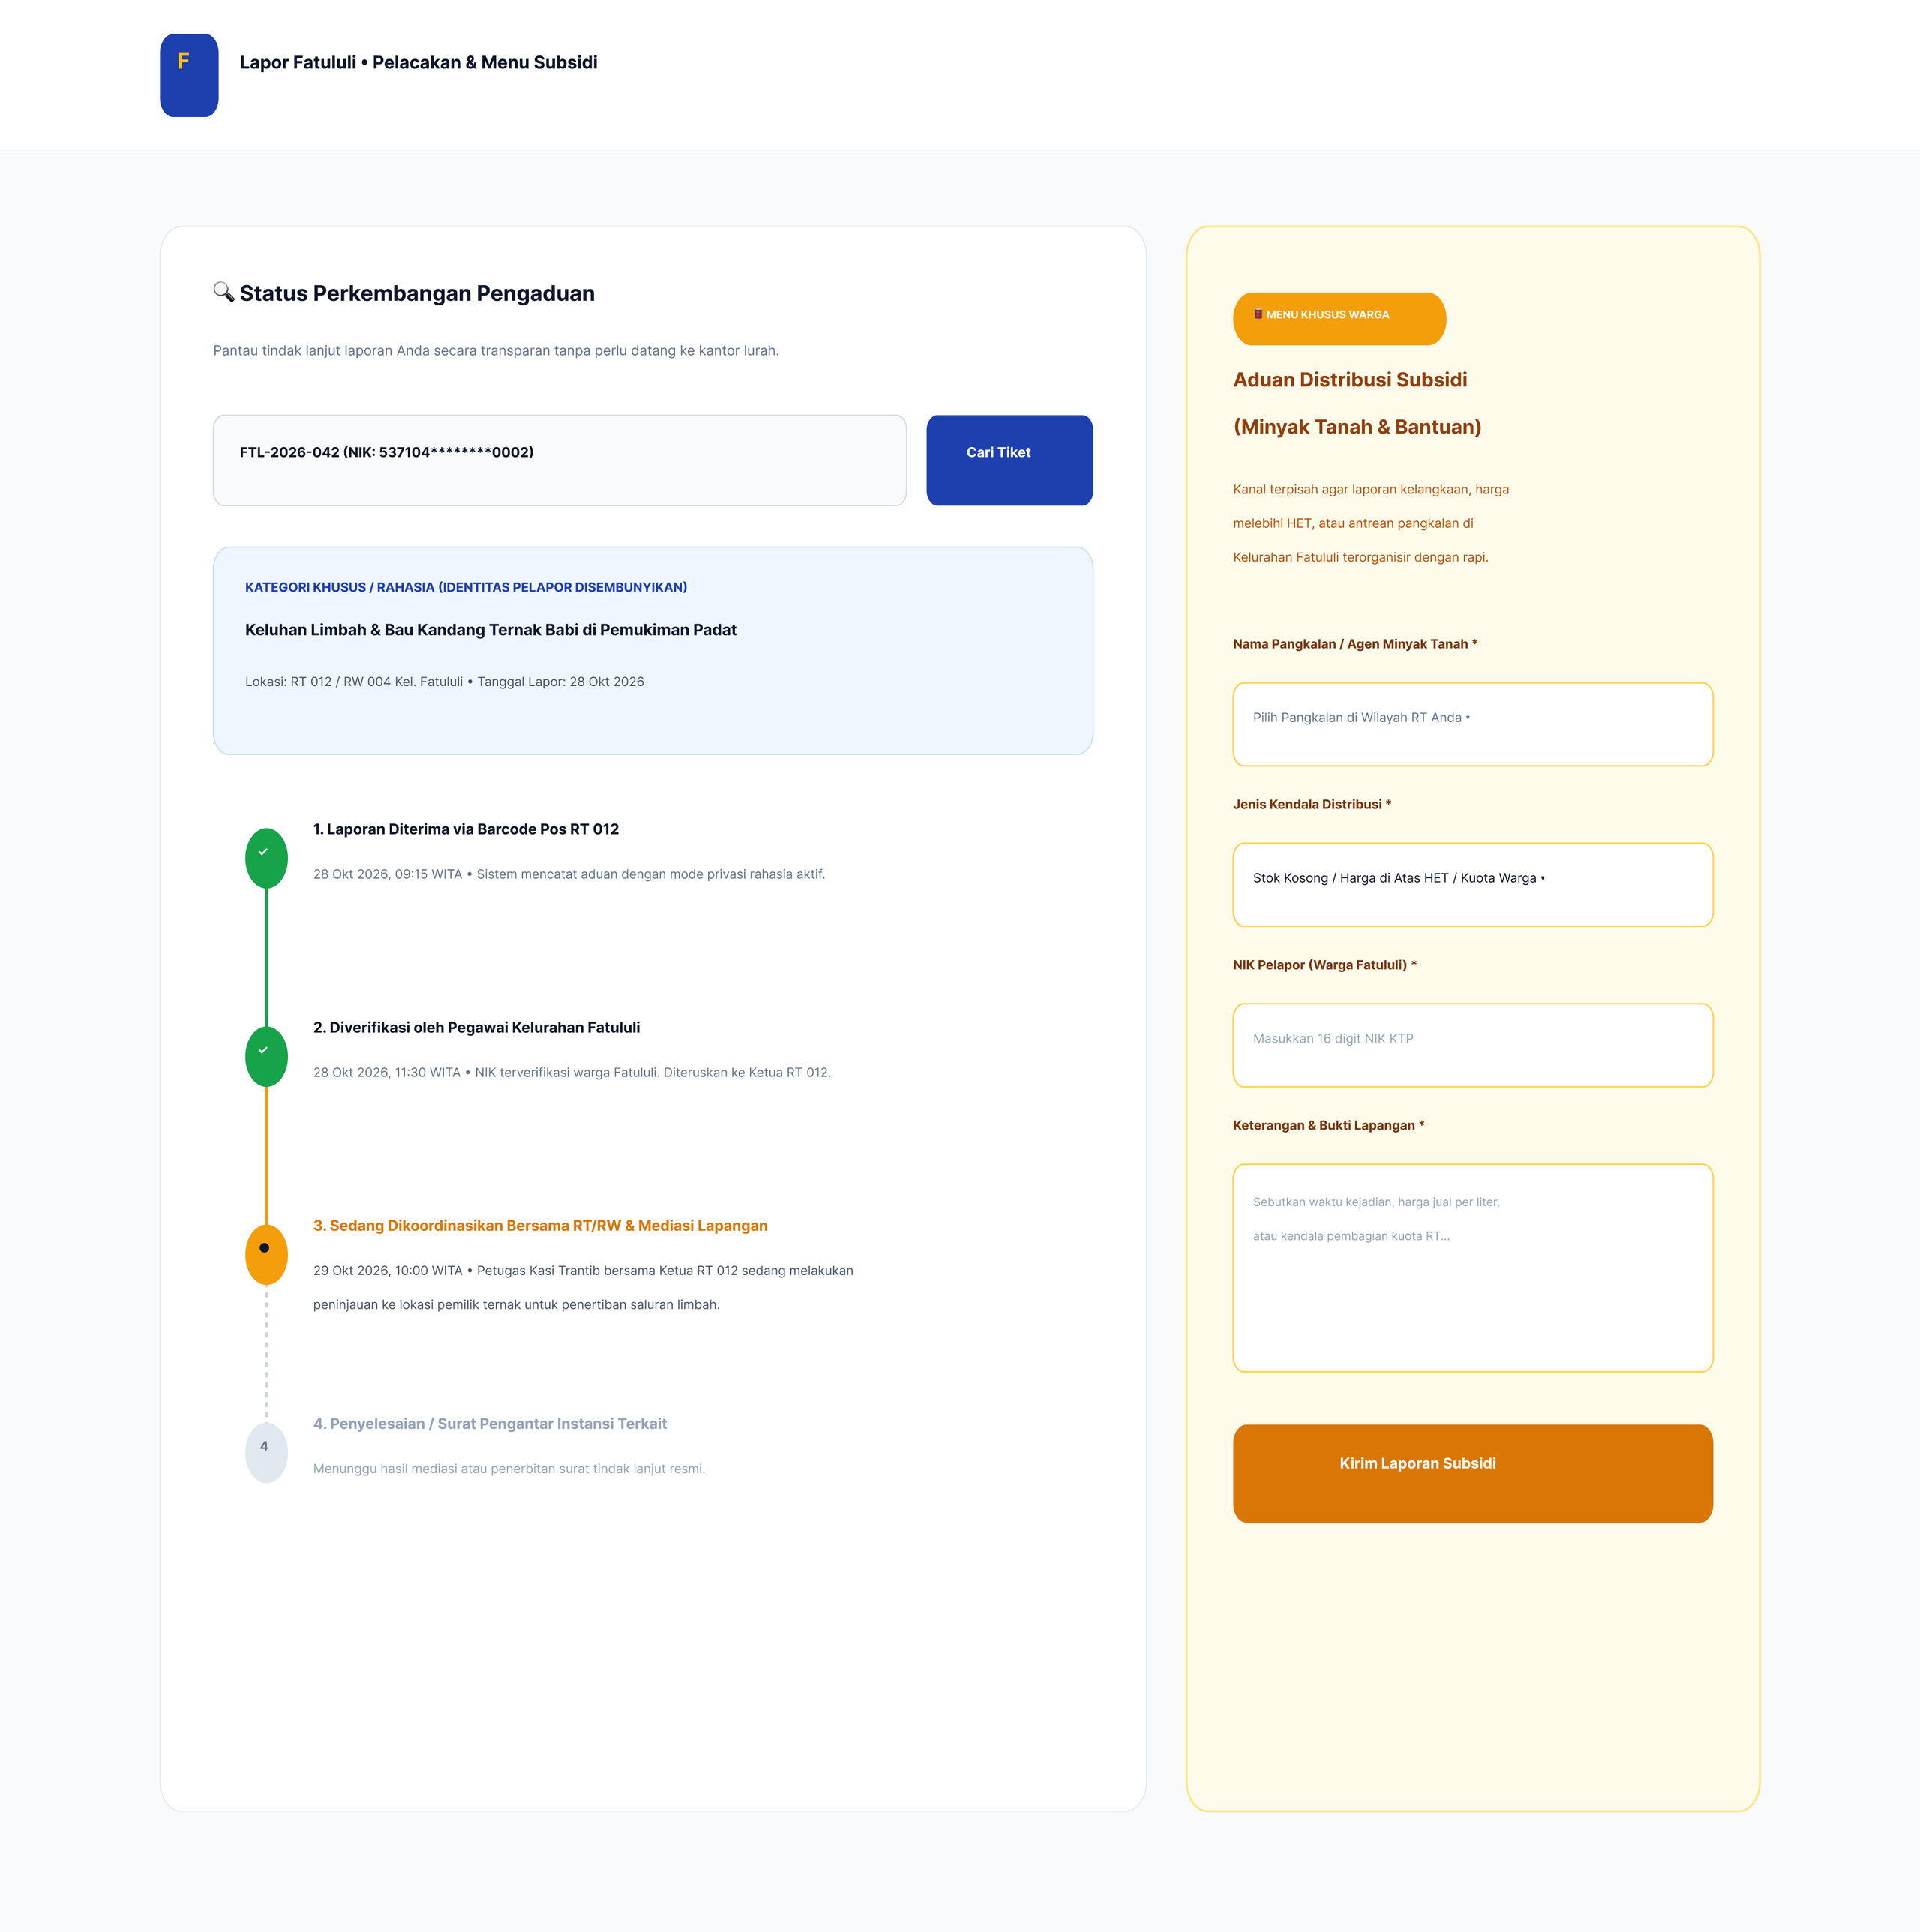 F
Lapor Fatululi • Pelacakan & Menu Subsidi
🔍 Status Perkembangan Pengaduan
Pantau tindak lanjut laporan Anda secara transparan tanpa perlu datang ke kantor lurah.
FTL-2026-042 (NIK: 537104********0002)
Cari Tiket
KATEGORI KHUSUS / RAHASIA (IDENTITAS PELAPOR DISEMBUNYIKAN)
Keluhan Limbah & Bau Kandang Ternak Babi di Pemukiman Padat
Lokasi: RT 012 / RW 004 Kel. Fatululi • Tanggal Lapor: 28 Okt 2026
✓
1. Laporan Diterima via Barcode Pos RT 012
28 Okt 2026, 09:15 WITA • Sistem mencatat aduan dengan mode privasi rahasia aktif.
✓
2. Diverifikasi oleh Pegawai Kelurahan Fatululi
28 Okt 2026, 11:30 WITA • NIK terverifikasi warga Fatululi. Diteruskan ke Ketua RT 012.
●
3. Sedang Dikoordinasikan Bersama RT/RW & Mediasi Lapangan
29 Okt 2026, 10:00 WITA • Petugas Kasi Trantib bersama Ketua RT 012 sedang melakukan
peninjauan ke lokasi pemilik ternak untuk penertiban saluran limbah.
4
4. Penyelesaian / Surat Pengantar Instansi Terkait
Menunggu hasil mediasi atau penerbitan surat tindak lanjut resmi.
🛢 MENU KHUSUS WARGA
Aduan Distribusi Subsidi
(Minyak Tanah & Bantuan)
Kanal terpisah agar laporan kelangkaan, harga
melebihi HET, atau antrean pangkalan di
Kelurahan Fatululi terorganisir dengan rapi.
Nama Pangkalan / Agen Minyak Tanah *
Pilih Pangkalan di Wilayah RT Anda ▾
Jenis Kendala Distribusi *
Stok Kosong / Harga di Atas HET / Kuota Warga ▾
NIK Pelapor (Warga Fatululi) *
Masukkan 16 digit NIK KTP
Keterangan & Bukti Lapangan *
Sebutkan waktu kejadian, harga jual per liter,
atau kendala pembagian kuota RT...
Kirim Laporan Subsidi